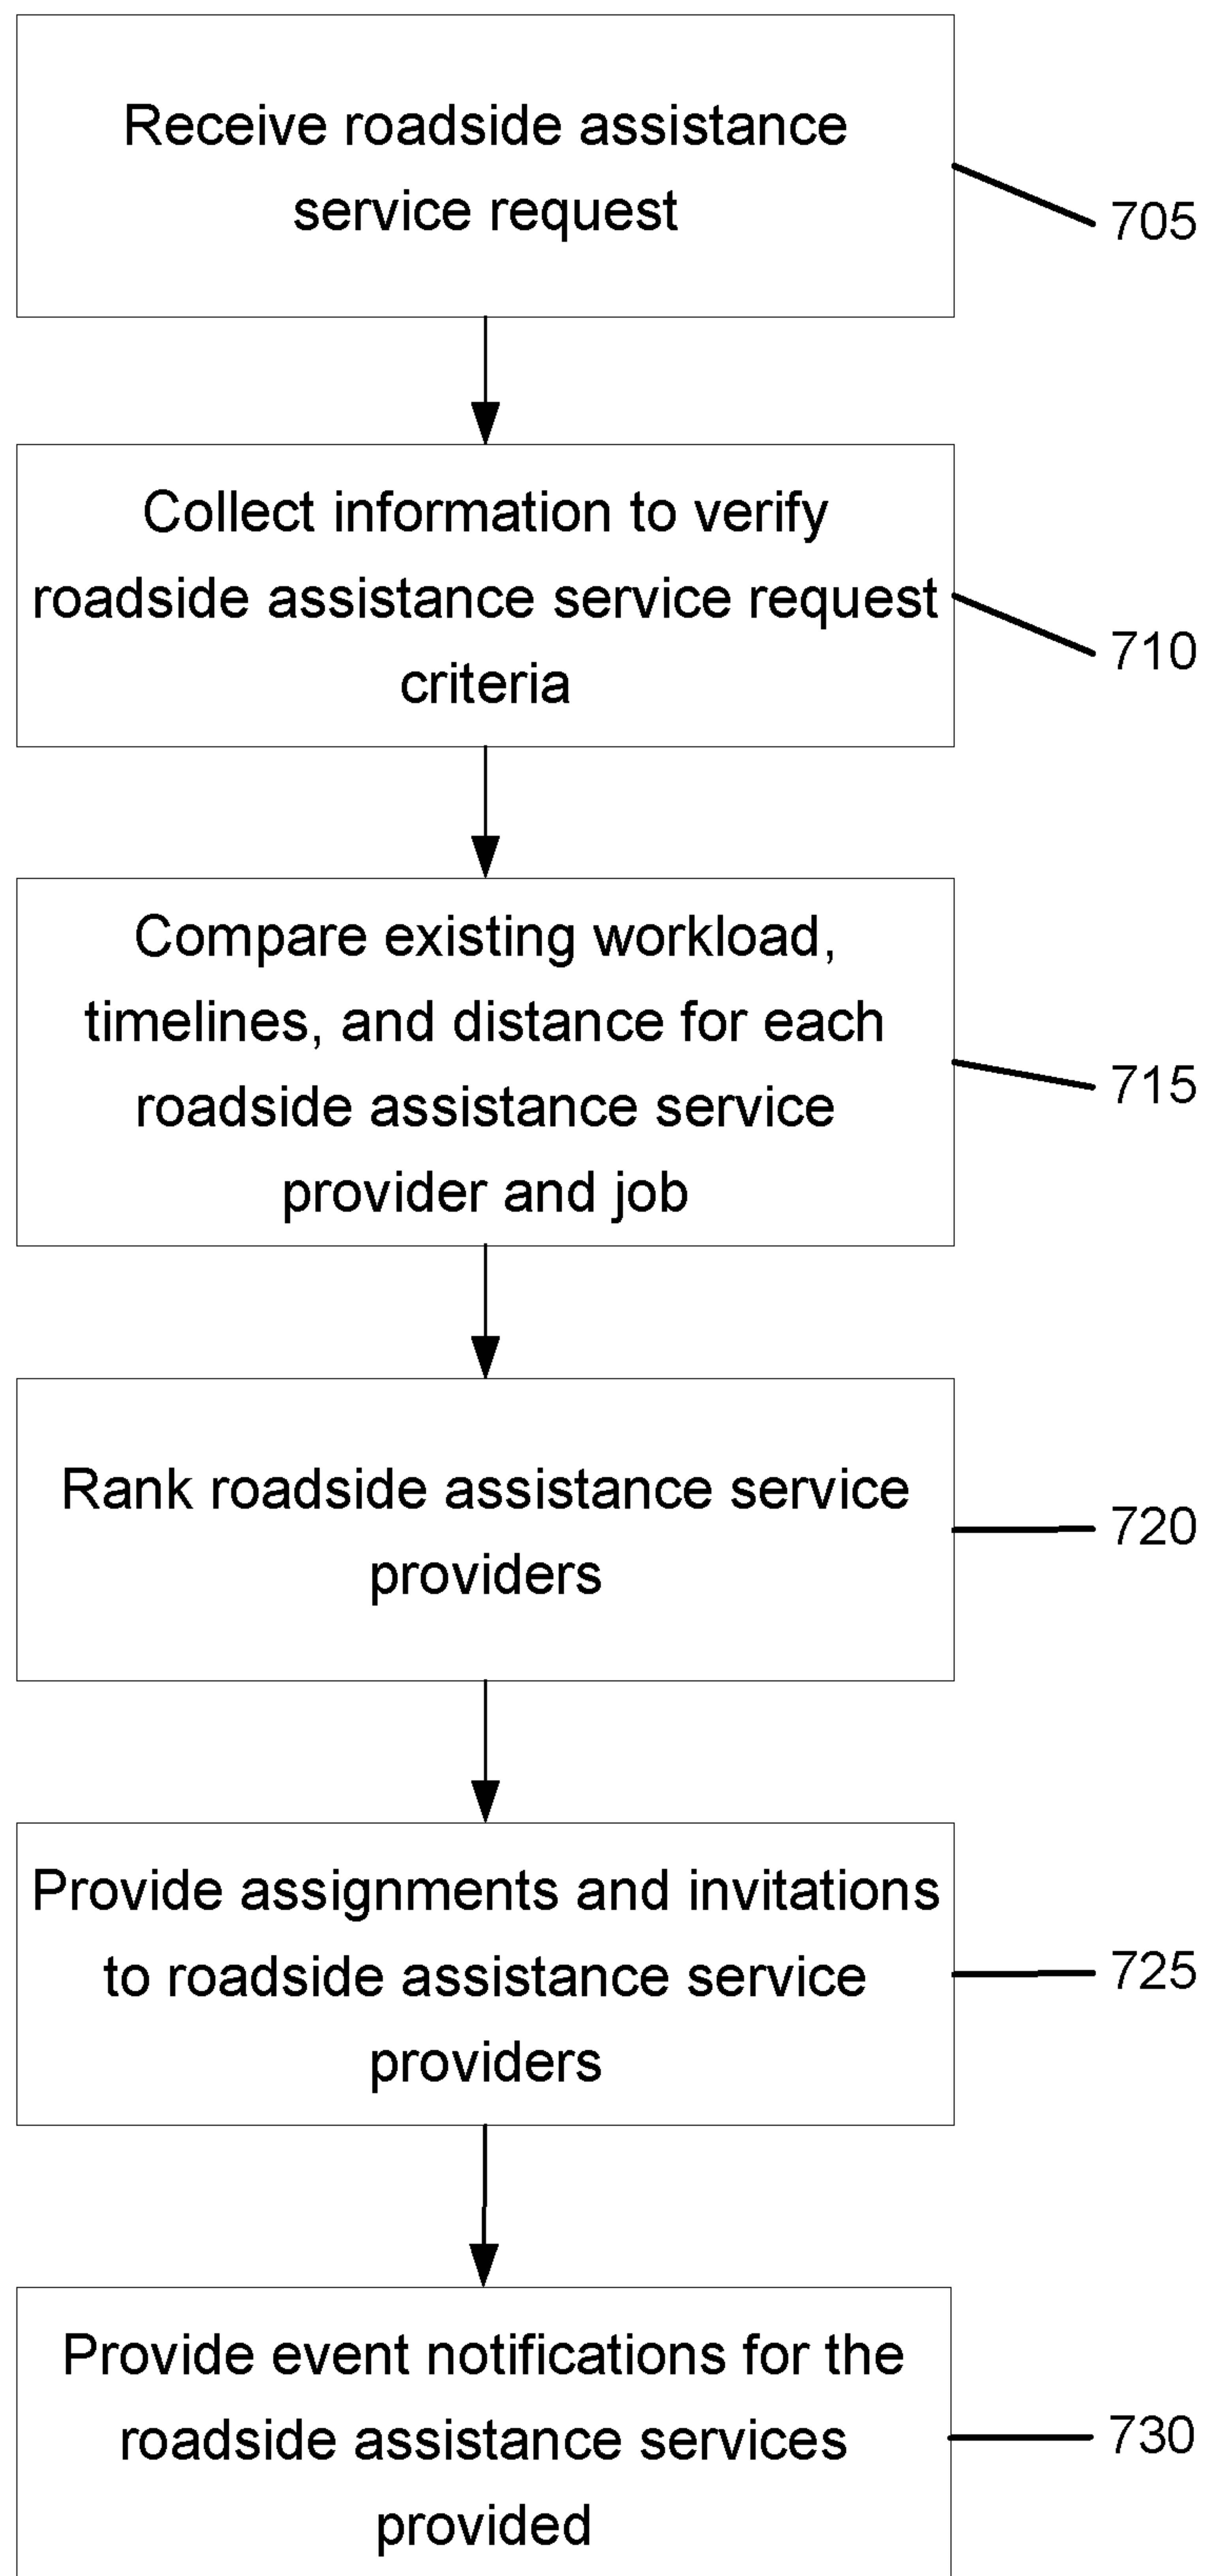 Receive roadside assistance
service request
705
Collect information to verify
roadside assistance service request
criteria
710
Compare existing workload,
timelines, and distance for each
roadside assistance service
provider and job
715
Rank roadside assistance service
providers
720
Provide assignments and invitations
to roadside assistance service
providers
725
Provide event notifications for the
roadside assistance services
provided
730